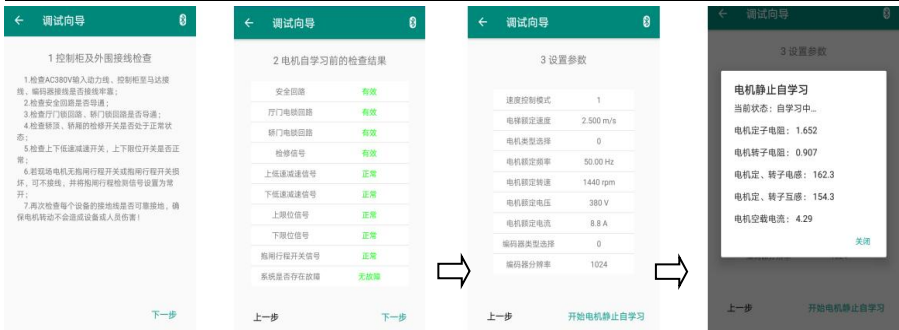 调试向导
1 控制柜及外围接线检查
1.检查AC380V输入动力线、控制柜至马达接
线、编码器接线是否接线牢靠；
2.检查安全回路是否导通；
3.检查厅门锁回路、轿门锁回路是否导通；
4.检查轿顶、轿厢的检修开关是否处于正常状
态；
5.检查上下低速减速开关，上下限位开关是否正
常；
6.若现场电机无抱闸行程开关或抱闸行程开关损
坏，可不接线，并将抱闸行程检测信号设置为常
开；
7.再次检查每个设备的接地线是否可靠接地，确
保电机转动不会造成设备或人员伤害！
下一步
调试向导
2 电机自学习前的检查结果
安全回路 有效
厅门电锁回路 有效
轿门电锁回路 有效
检修信号 有效
上低速减速信号 正常
下低速减速信号 正常
上限位信号 正常
下限位信号 正常
抱闸行程开关信号 正常
系统是否存在故障 无故障
上一步 下一步
调试向导
3 设置参数
速度控制模式 1
电梯额定速度 2.500 m/s
电机类型选择 0
电机额定频率 50.00 Hz
电机额定转速 1440 rpm
电机额定电压 380 V
电机额定电流 8.8 A
编码器类型选择 0
编码器分辨率 1024
上一步 开始电机静止自学习
调试向导
3 设置参数
电机静止自学习
当前状态：自学习中...
电机定子电阻：1.652
电机转子电阻：0.907
电机定、转子电感：162.3
电机定、转子互感：154.3
电机空载电流：4.29
关闭
上一步 开始电机静止自学习